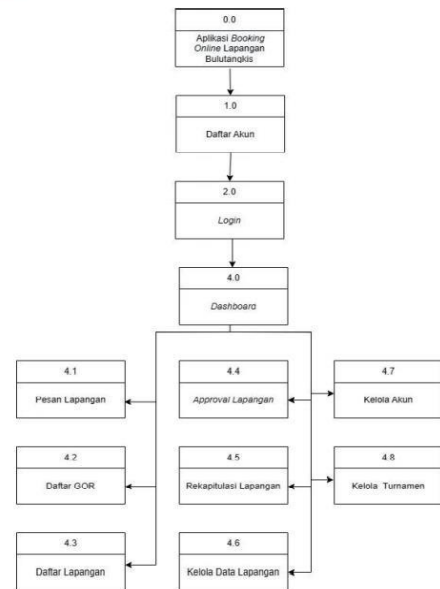 0.0
Aplikasi Booking
Online Lapangan
Bulutangkis
1.0
Daftar Akun
2.0
Login
4.0
Dashboard
4.1
Pesan Lapangan
4.4
Approval Lapangan
4.7
Kelola Akun
4.2
Daftar GOR
4.5
Rekapitulasi Lapangan
4.8
Kelola Turnamen
4.3
Daftar Lapangan
4.6
Kelola Data Lapangan